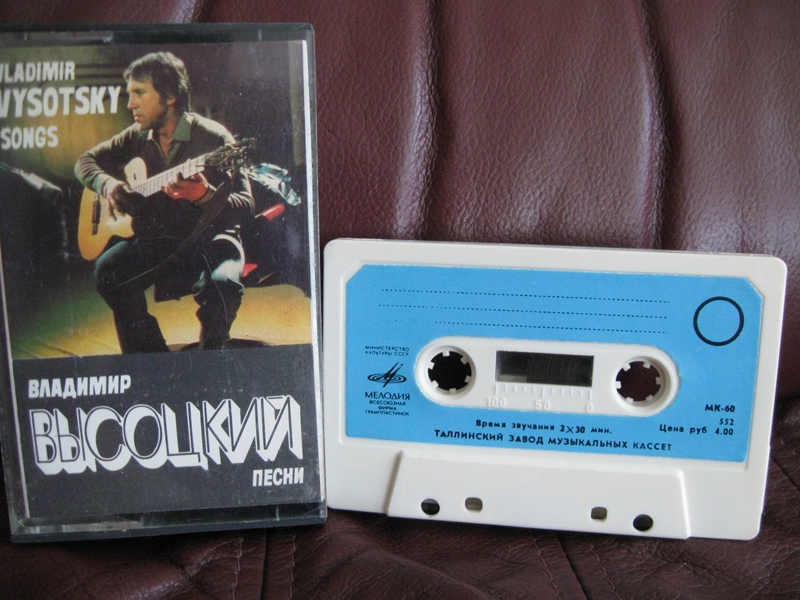 VLADIMIR
VYSOTSKY
SONGS
ВЛАДИМИР
ВЫСОЦКИЙ
ПЕСНИ
МИНИСТЕРСТВО
КУЛЬТУРЫ СССР
МЕЛОДИЯ
ВСЕСОЮЗНАЯ
ФИРМА
ГРАМПЛАСТИНОК
100 50 0
МК-60
552
Время звучания 2×30 мин. Цена руб 4.00
ТАЛЛИНСКИЙ ЗАВОД МУЗЫКАЛЬНЫХ КАССЕТ